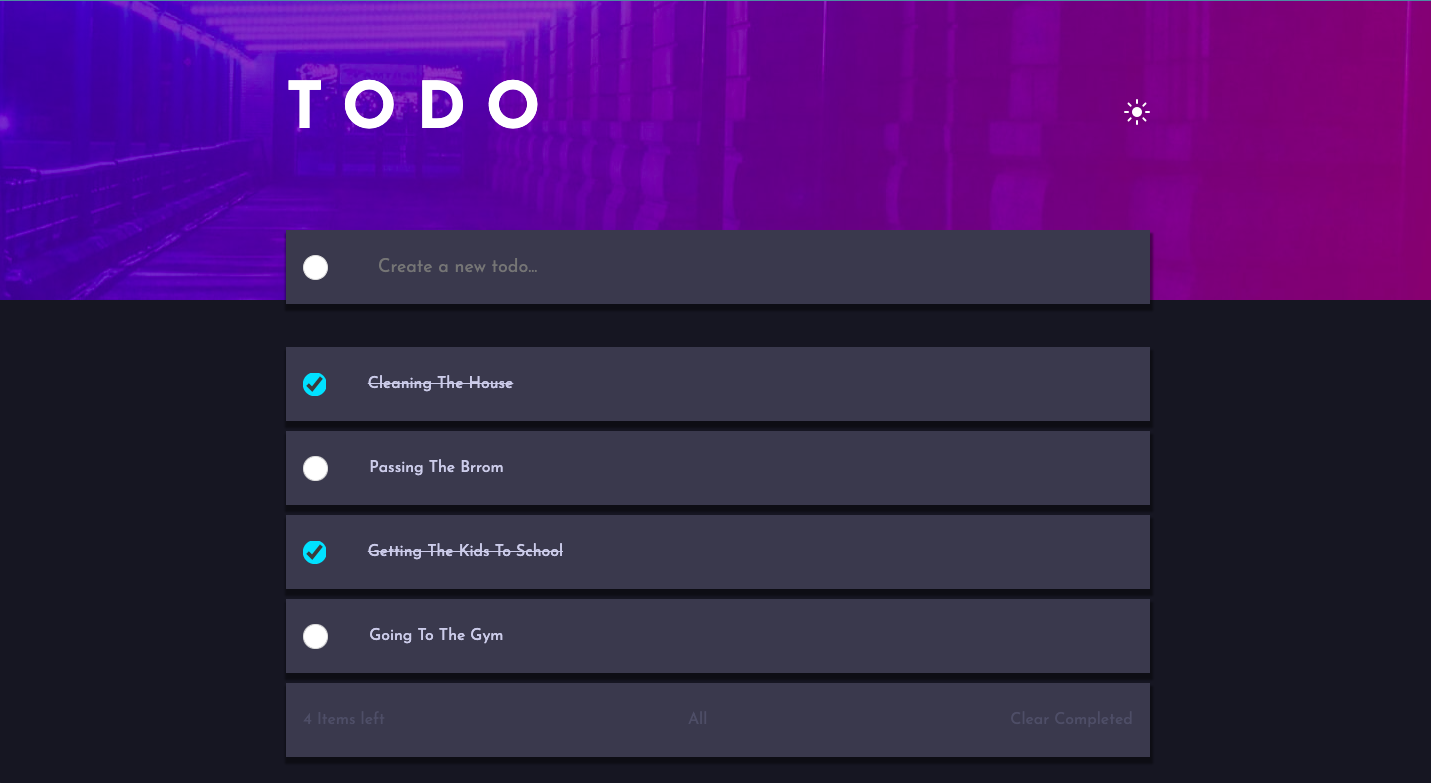 TODO
Create a new todo...
Cleaning The House
Passing The Brrom
Getting The Kids To School
Going To The Gym
4 Items left All Clear Completed